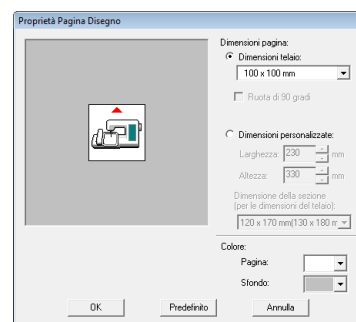 Proprietà Pagina Disegno
Dimensioni pagina:
Dimensioni telaio:
100 x 100 mm
Ruota di 90 gradi
Dimensioni personalizzate:
Larghezza: 230 mm
Altezza: 330 mm
Dimensione della sezione
(per le dimensioni del telaio):
120 x 170 mm(130 x 180 m
Colore:
Pagina:
Sfondo:
OK Predefinito Annulla